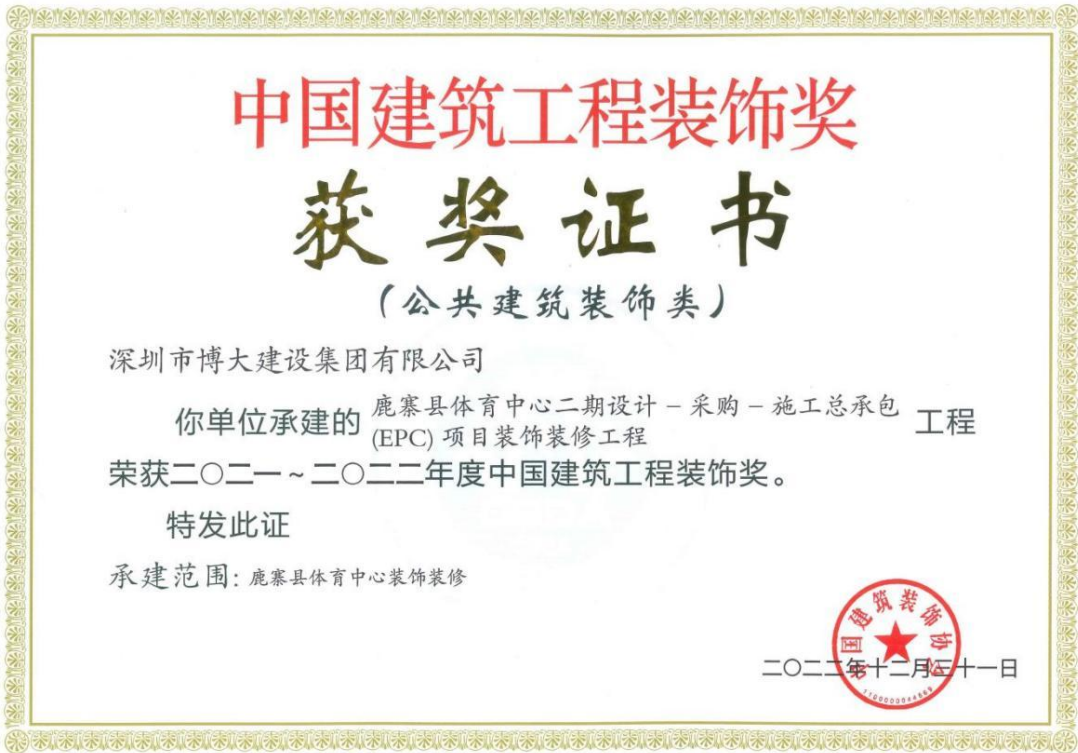 中国建筑工程装饰奖
获奖证书
(公共建筑装饰类)
深圳市博大建设集团有限公司
你单位承建的 鹿寨县体育中心二期设计 – 采购 – 施工总承包 工程
(EPC) 项目装饰装修工程
荣获二〇二一~二〇二二年度中国建筑工程装饰奖。
特发此证
承建范围: 鹿寨县体育中心装饰装修
中国建筑装饰协会
二〇二二年十二月三十一日